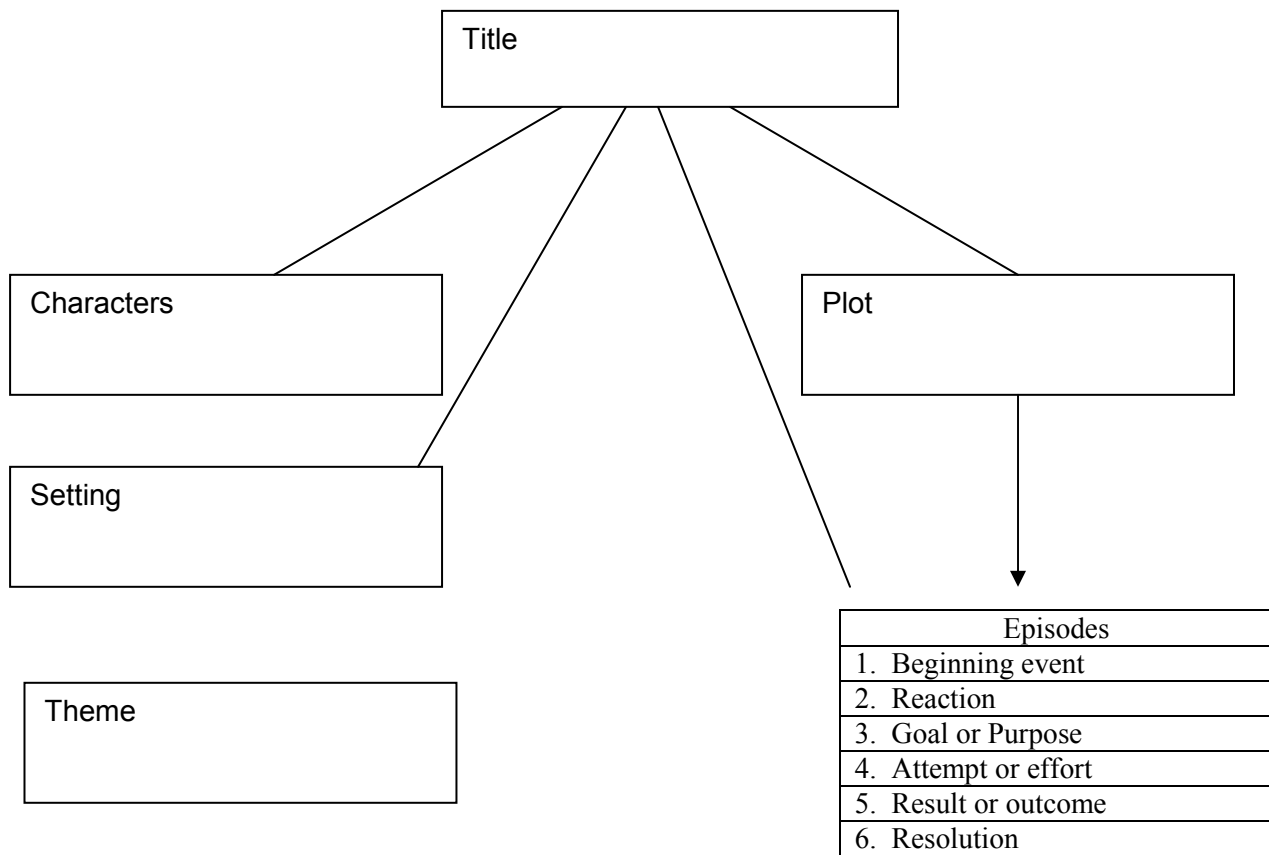 Title
Characters
Plot
Setting
Theme
Episodes
1. Beginning event
2. Reaction
3. Goal or Purpose
4. Attempt or effort
5. Result or outcome
6. Resolution